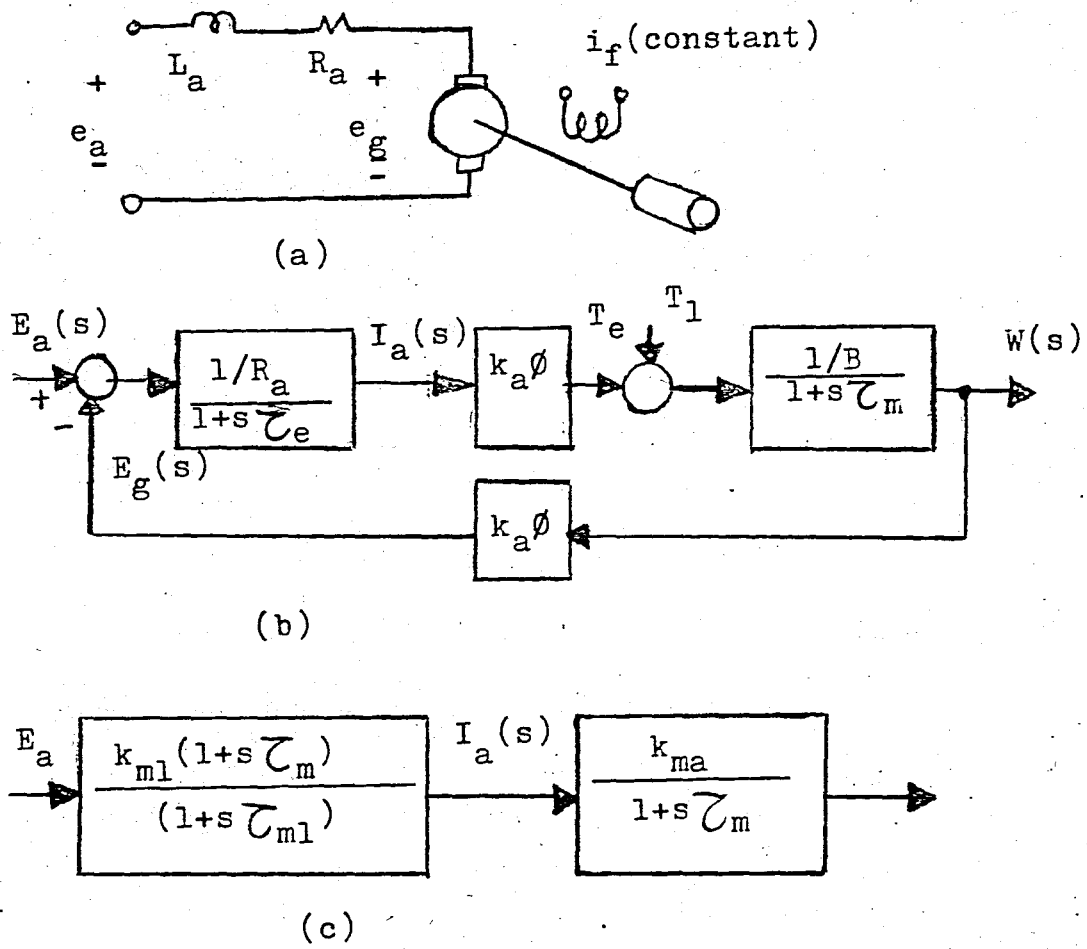 i_f(constant)
L_a
R_a
+
+
e_a
e_g
-
-
(a)
E_a(s)
I_a(s)
T_e
T_l
W(s)
+
-
1/R_a
1+sτ_e
k_aø
1/B
1+sτ_m
E_g(s)
k_aø
(b)
E_a
k_ml(1+sτ_m)
(1+sτ_ml)
I_a(s)
k_ma
1+sτ_m
(c)